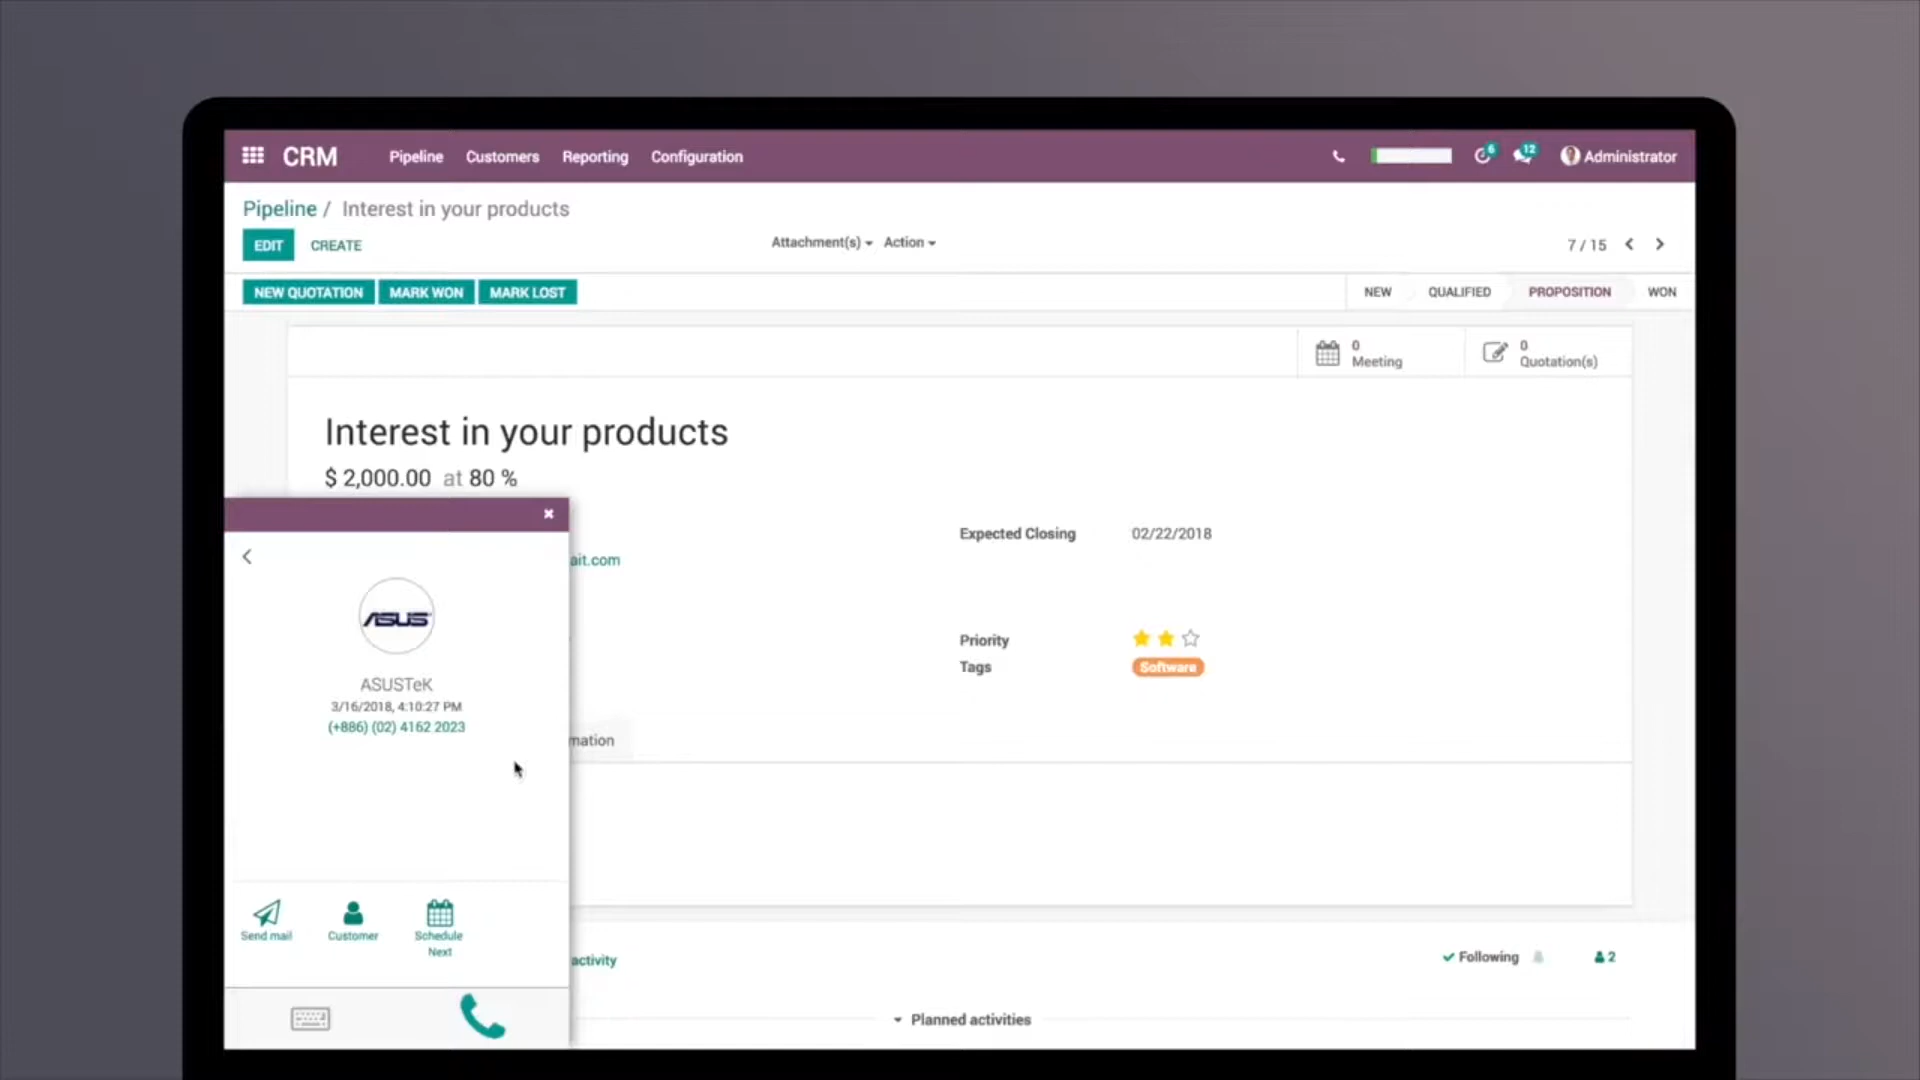 CRM Pipeline Customers Reporting Configuration 6 12 Administrator
Pipeline / Interest in your products
EDIT CREATE Attachment(s) Action 7 / 15
NEW QUOTATION MARK WON MARK LOST NEW QUALIFIED PROPOSITION WON
0
Meeting
0
Quotation(s)
Interest in your products
$ 2,000.00 at 80 %
Expected Closing 02/22/2018
ait.com
ASUS
Priority
Tags Software
ASUSTeK
3/16/2018, 4:10:27 PM
(+886) (02) 4162 2023
mation
Send mail
Customer
Schedule
Next
activity
Following 2
Planned activities